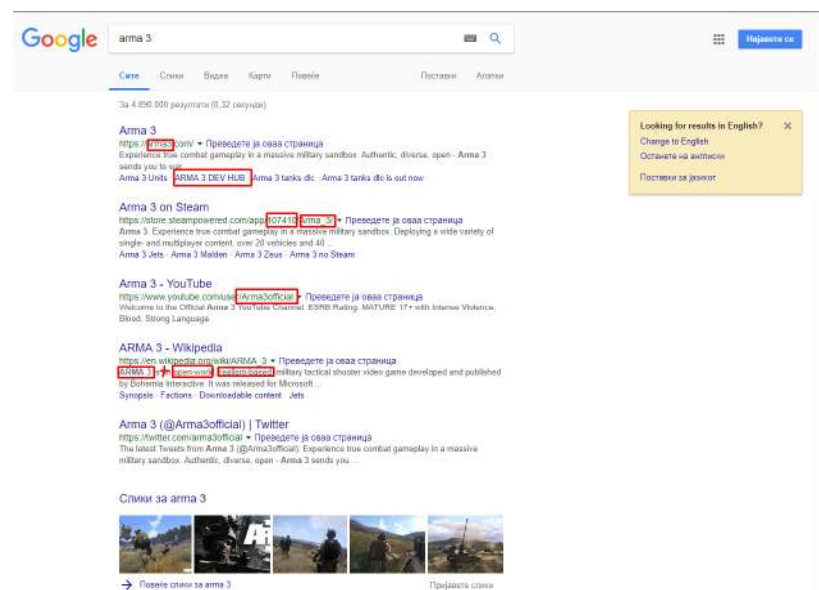 Google
arma 3
Најавете се
Сите Слики Видеа Карти Повеќе Поставки Алатки
За 4.890.000 резултати (0,32 секунди)
Arma 3
https://arma3.com/ Преведете ја оваа страница
Experience true combat gameplay in a massive military sandbox. Authentic, diverse, open - Arma 3
sends you to war.
Arma 3 Units · ARMA 3 DEV HUB · Arma 3 tanks dlc · Arma 3 tanks dlc is out now
Arma 3 on Steam
https://store.steampowered.com/app/107410/Arma_3/ Преведете ја оваа страница
Arma 3. Experience true combat gameplay in a massive military sandbox. Deploying a wide variety of
single- and multiplayer content, over 20 vehicles and 40 ...
Arma 3 Jets · Arma 3 Malden · Arma 3 Zeus · Arma 3 no Steam
Arma 3 - YouTube
https://www.youtube.com/user/Arma3official Преведете ја оваа страница
Welcome to the Official Arma 3 YouTube Channel. ESRB Rating: MATURE 17+ with Intense Violence,
Blood, Strong Language.
ARMA 3 - Wikipedia
https://en.wikipedia.org/wiki/ARMA_3 Преведете ја оваа страница
ARMA 3 is open-world realism-based military tactical shooter video game developed and published
by Bohemia Interactive. It was released for Microsoft ...
Synopsis · Factions · Downloadable content · Jets
Arma 3 (@Arma3official) | Twitter
https://twitter.com/arma3official Преведете ја оваа страница
The latest Tweets from Arma 3 (@Arma3official). Experience true combat gameplay in a massive
military sandbox. Authentic, diverse, open - Arma 3 sends you ...
Слики за arma 3
Повеќе слики за arma 3 Пријавете слики
Looking for results in English?
Change to English
Останете на англиски
Поставки за јазикот